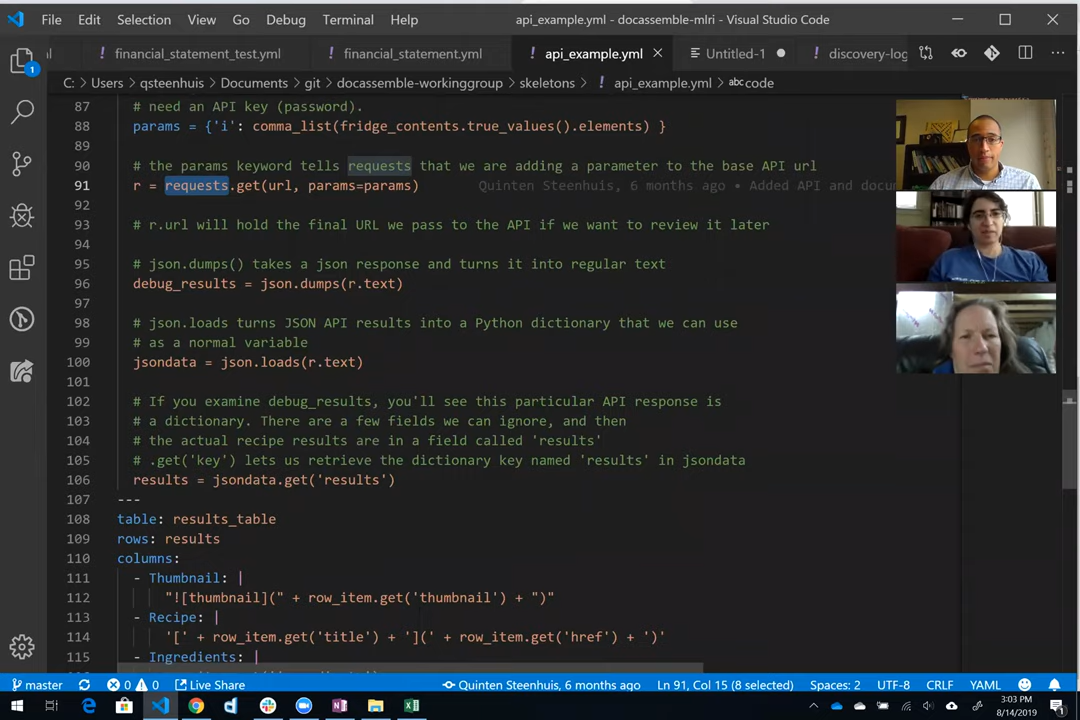 File Edit Selection View Go Debug Terminal Help api_example.yml - docassemble-mlri - Visual Studio Code
financial_statement_test.yml financial_statement.yml api_example.yml Untitled-1 discovery-log
C: > Users > qsteenhuis > Documents > git > docassemble-workinggroup > skeletons > ! api_example.yml > abc code
87 # need an API key (password).
88 params = {'i': comma_list(fridge_contents.true_values().elements) }
89
90 # the params keyword tells requests that we are adding a parameter to the base API url
91 r = requests.get(url, params=params) Quinten Steenhuis, 6 months ago • Added API and docu
92
93 # r.url will hold the final URL we pass to the API if we want to review it later
94
95 # json.dumps() takes a json response and turns it into regular text
96 debug_results = json.dumps(r.text)
97
98 # json.loads turns JSON API results into a Python dictionary that we can use
99 # as a normal variable
100 jsondata = json.loads(r.text)
101
102 # If you examine debug_results, you'll see this particular API response is
103 # a dictionary. There are a few fields we can ignore, and then
104 # the actual recipe results are in a field called 'results'
105 # .get('key') lets us retrieve the dictionary key named 'results' in jsondata
106 results = jsondata.get('results')
107 ---
108 table: results_table
109 rows: results
110 columns:
111 - Thumbnail: |
112 "![thumbnail](" + row_item.get('thumbnail') + ")"
113 - Recipe: |
114 '[' + row_item.get('title') + '](' + row_item.get('href') + ')'
115 - Ingredients: |
master 0 0 Live Share Quinten Steenhuis, 6 months ago Ln 91, Col 15 (8 selected) Spaces: 2 UTF-8 CRLF YAML
3:03 PM
8/14/2019